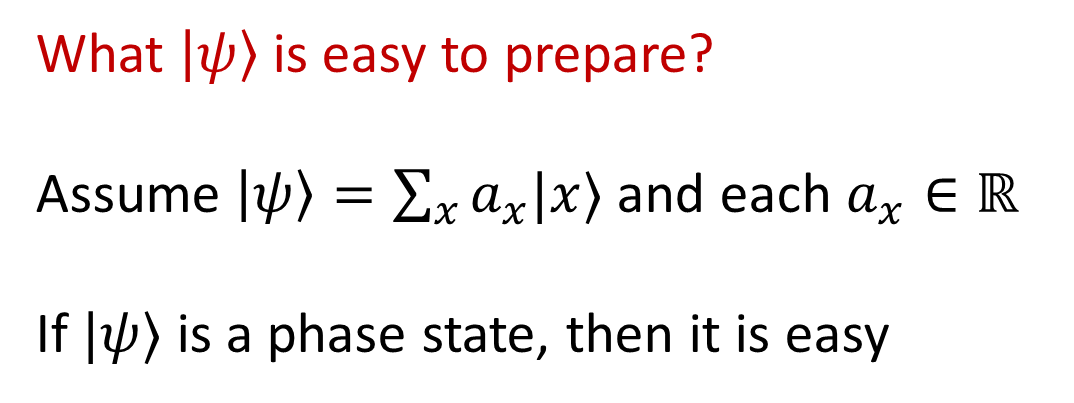 What |𝜓⟩ is easy to prepare?
Assume |𝜓⟩ = ∑ₓ 𝑎ₓ|𝑥⟩ and each 𝑎ₓ ∈ ℝ
If |𝜓⟩ is a phase state, then it is easy